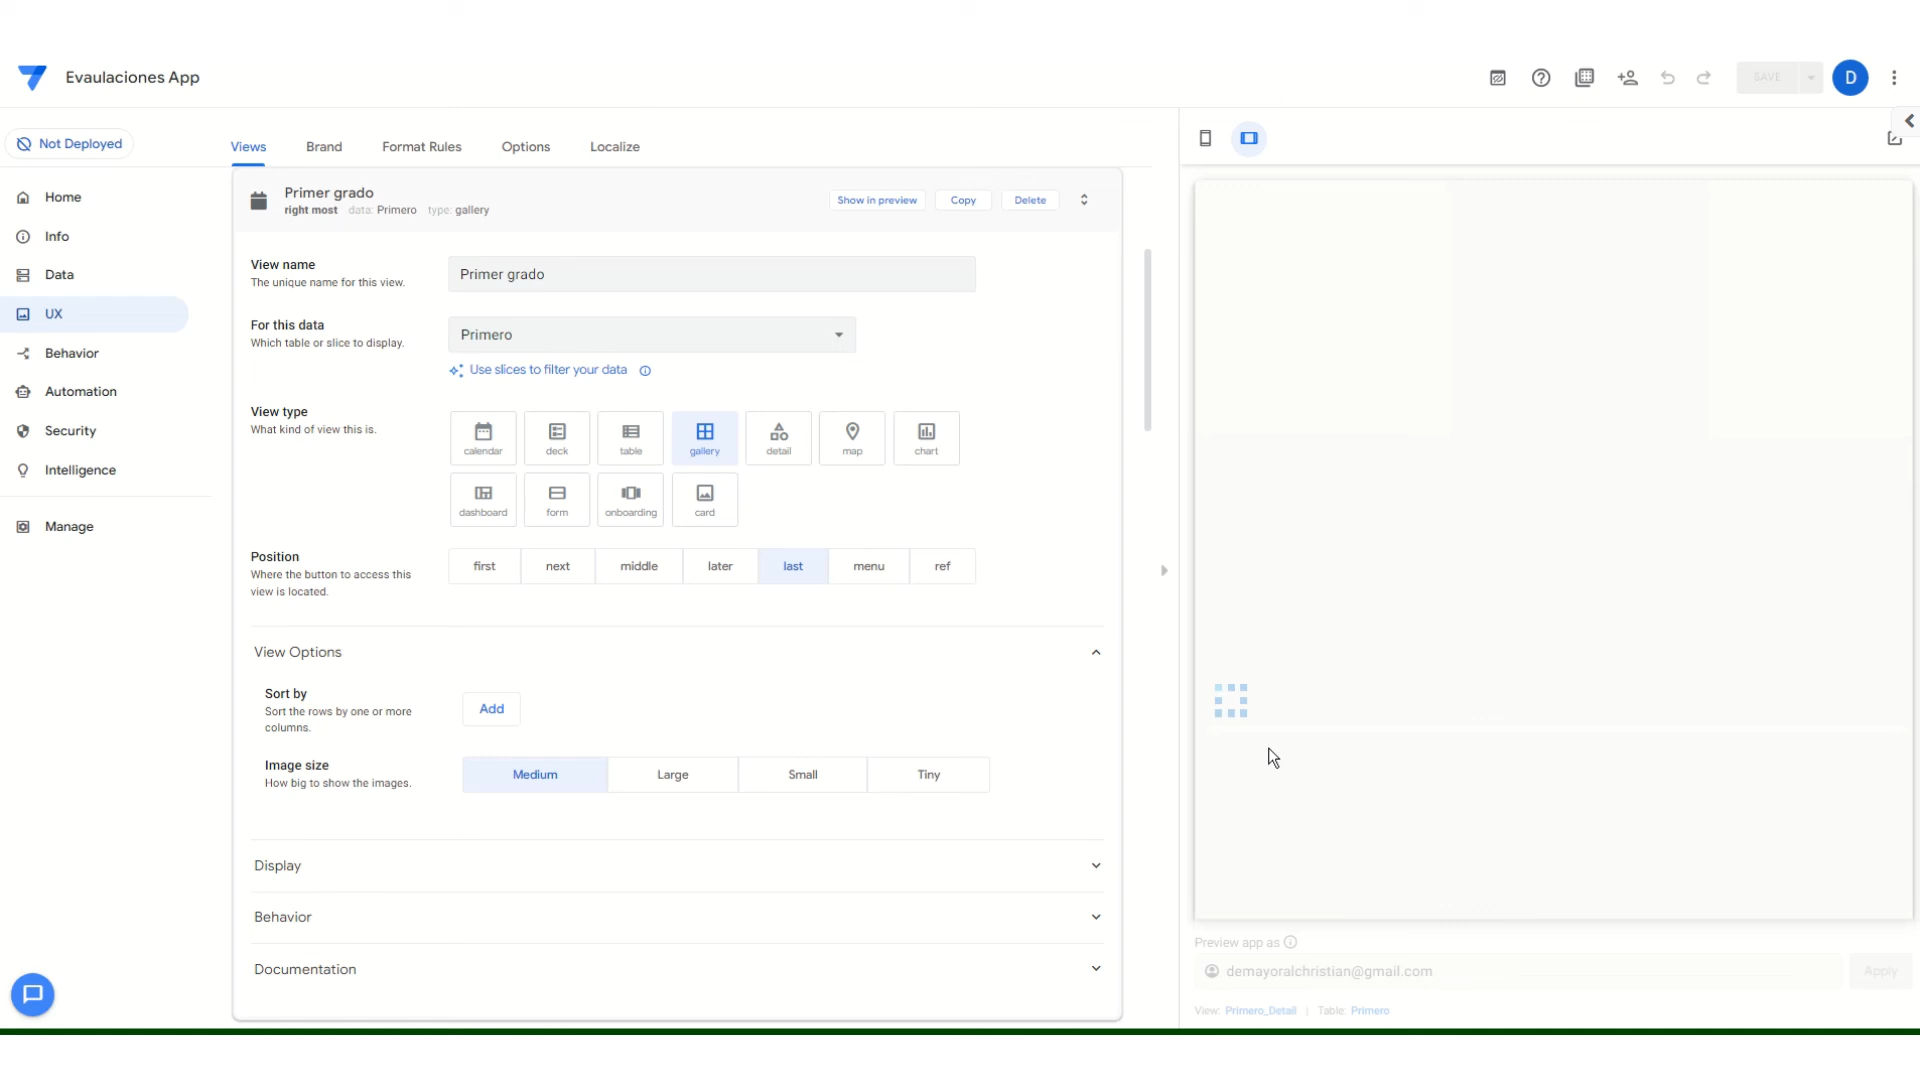 Evaulaciones App
SAVE
D
Not Deployed
Home
Info
Data
UX
Behavior
Automation
Security
Intelligence
Manage
Views
Brand
Format Rules
Options
Localize
Primer grado
right most data: Primero type: gallery
Show in preview
Copy
Delete
View name
The unique name for this view.
Primer grado
For this data
Which table or slice to display.
Primero
Use slices to filter your data
View type
What kind of view this is.
calendar
deck
table
gallery
detail
map
chart
dashboard
form
onboarding
card
Position
Where the button to access this
view is located.
first
next
middle
later
last
menu
ref
View Options
Sort by
Sort the rows by one or more
columns.
Add
Image size
How big to show the images.
Medium
Large
Small
Tiny
Display
Behavior
Documentation
Preview app as
demayoralchristian@gmail.com
Apply
View: Primero_Detail | Table: Primero